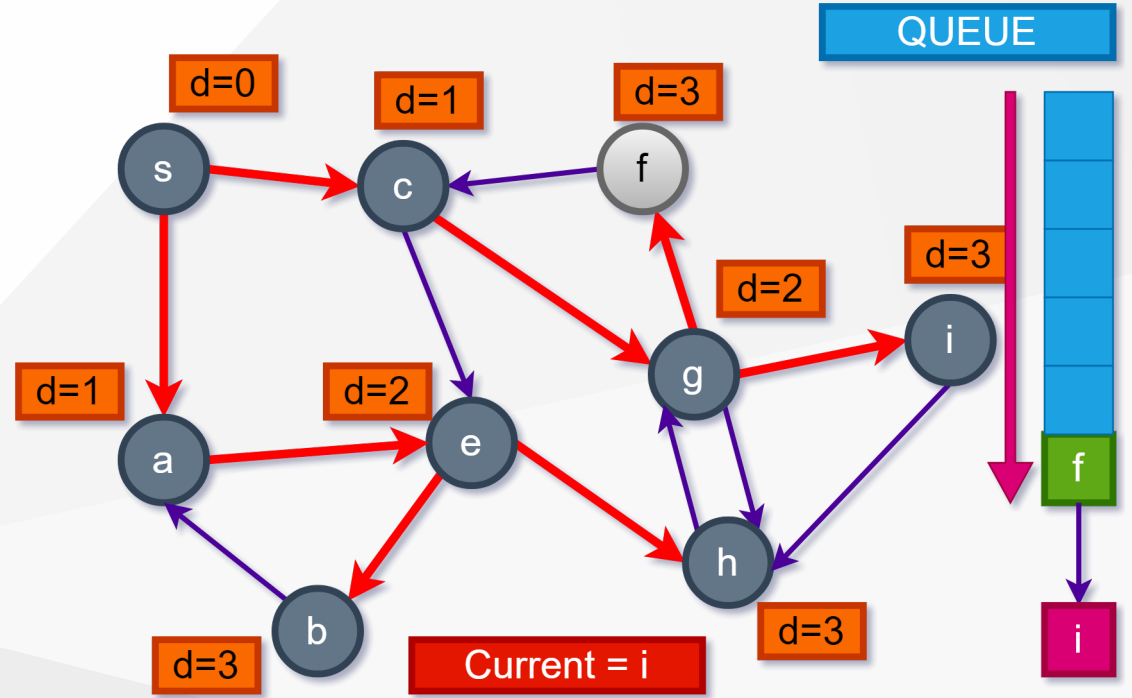 QUEUE
d=0
d=1
d=3
s
c
f
d=3
d=2
i
d=1
d=2
g
a
e
f
h
b
d=3
d=3
Current = i
i